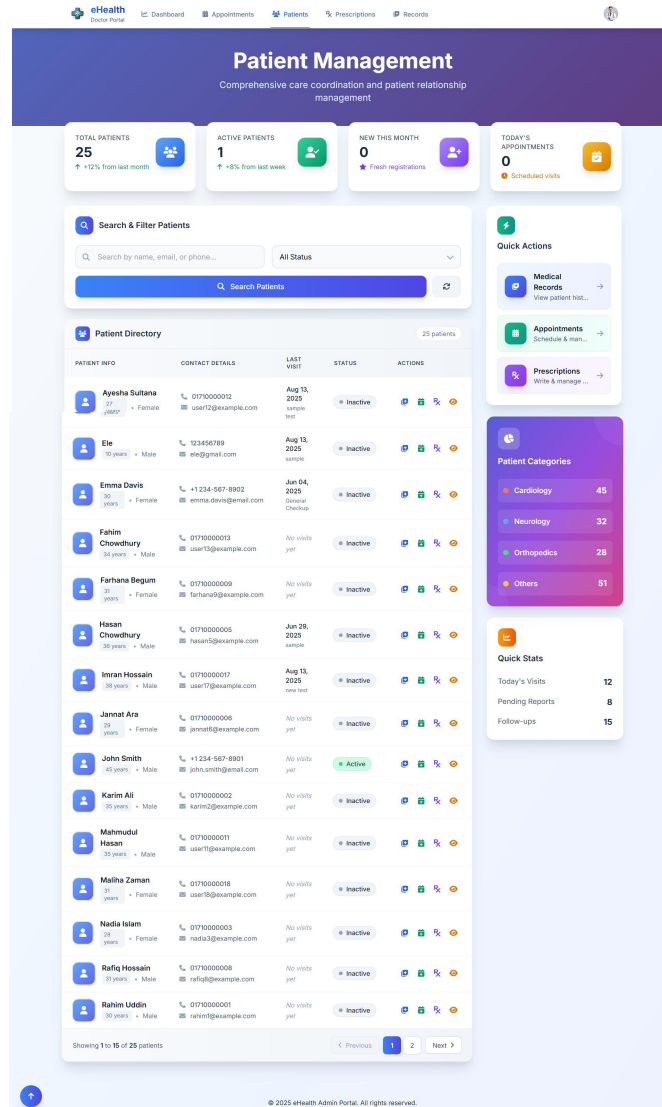 eHealth
Doctor Portal
Dashboard
Appointments
Patients
Prescriptions
Records
Patient Management
Comprehensive care coordination and patient relationship
management
TOTAL PATIENTS
25
+12% from last month
ACTIVE PATIENTS
1
+8% from last week
NEW THIS MONTH
0
Fresh registrations
TODAY'S
APPOINTMENTS
0
Scheduled visits
Search & Filter Patients
Search by name, email, or phone...
All Status
Search Patients
Patient Directory
25 patients
PATIENT INFO
CONTACT DETAILS
LAST
VISIT
STATUS
ACTIONS
Ayesha Sultana
27
years
• Female
01710000012
user12@example.com
Aug 13,
2025
sample
test
Inactive
Ele
10 years • Male
123456789
ele@gmail.com
Aug 13,
2025
sample
Inactive
Emma Davis
30
years
• Female
+1 234-567-8902
emma.davis@email.com
Jun 04,
2025
General
Checkup
Inactive
Fahim
Chowdhury
34 years • Male
01710000013
user13@example.com
No visits
yet
Inactive
Farhana Begum
31
years
• Female
01710000009
farhana9@example.com
No visits
yet
Inactive
Hasan
Chowdhury
36 years • Male
01710000005
hasan5@example.com
Jun 29,
2025
sample
Inactive
Imran Hossain
38 years • Male
01710000017
user17@example.com
Aug 13,
2025
new test
Inactive
Jannat Ara
29
years
• Female
01710000006
jannat6@example.com
No visits
yet
Inactive
John Smith
45 years • Male
+1 234-567-8901
john.smith@email.com
No visits
yet
Active
Karim Ali
35 years • Male
01710000002
karim2@example.com
No visits
yet
Inactive
Mahmudul
Hasan
35 years • Male
01710000011
user11@example.com
No visits
yet
Inactive
Maliha Zaman
31
years
• Female
01710000018
user18@example.com
No visits
yet
Inactive
Nadia Islam
28
years
• Female
01710000003
nadia3@example.com
No visits
yet
Inactive
Rafiq Hossain
31 years • Male
01710000008
rafiq8@example.com
No visits
yet
Inactive
Rahim Uddin
30 years • Male
01710000001
rahim1@example.com
No visits
yet
Inactive
Showing 1 to 15 of 25 patients
Previous
1
2
Next
Quick Actions
Medical
Records
View patient hist...
Appointments
Schedule & man...
Prescriptions
Write & manage ...
Patient Categories
Cardiology 45
Neurology 32
Orthopedics 28
Others 51
Quick Stats
Today's Visits 12
Pending Reports 8
Follow-ups 15
© 2025 eHealth Admin Portal. All rights reserved.